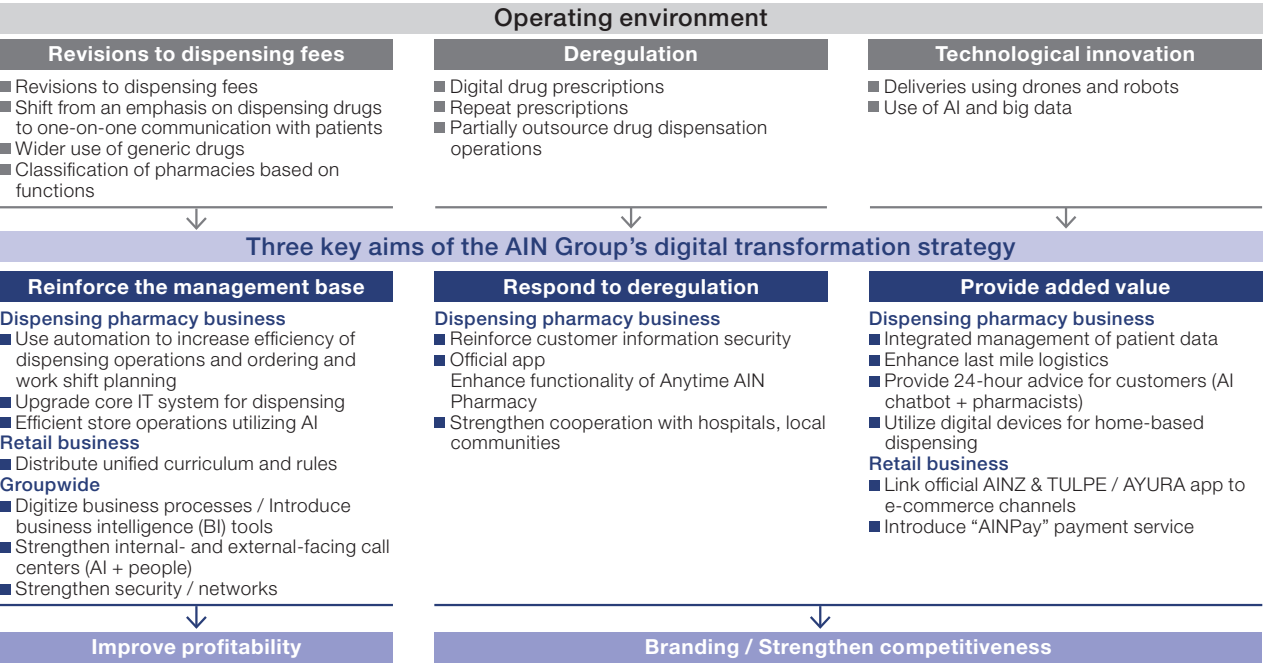 Operating environment
Revisions to dispensing fees
■ Revisions to dispensing fees
■ Shift from an emphasis on dispensing drugs
to one-on-one communication with patients
■ Wider use of generic drugs
■ Classification of pharmacies based on
functions
Deregulation
■ Digital drug prescriptions
■ Repeat prescriptions
■ Partially outsource drug dispensation
operations
Technological innovation
■ Deliveries using drones and robots
■ Use of AI and big data
Three key aims of the AIN Group's digital transformation strategy
Reinforce the management base
Dispensing pharmacy business
■ Use automation to increase efficiency of
dispensing operations and ordering and
work shift planning
■ Upgrade core IT system for dispensing
■ Efficient store operations utilizing AI
Retail business
■ Distribute unified curriculum and rules
Groupwide
■ Digitize business processes / Introduce
business intelligence (BI) tools
■ Strengthen internal- and external-facing call
centers (AI + people)
■ Strengthen security / networks
Respond to deregulation
Dispensing pharmacy business
■ Reinforce customer information security
■ Official app
Enhance functionality of Anytime AIN
Pharmacy
■ Strengthen cooperation with hospitals, local
communities
Provide added value
Dispensing pharmacy business
■ Integrated management of patient data
■ Enhance last mile logistics
■ Provide 24-hour advice for customers (AI
chatbot + pharmacists)
■ Utilize digital devices for home-based
dispensing
Retail business
■ Link official AINZ & TULPE / AYURA app to
e-commerce channels
■ Introduce “AINPay” payment service
Improve profitability
Branding / Strengthen competitiveness